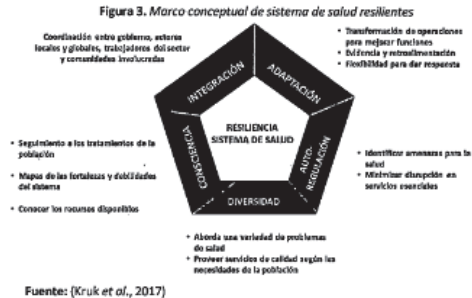 Figura 3. Marco conceptual de sistema de salud resilientes
Coordinación entre gobierno, actores
locales y globales, trabajadores del sector
y comunidades involucradas
• Transformación de operaciones
para mejorar funciones
• Evidencia y retroalimentación
• Flexibilidad para dar respuesta
INTEGRACIÓN
ADAPTACIÓN
RESILIENCIA
SISTEMA DE SALUD
CONSCIENCIA
AUTO-
REGULACIÓN
DIVERSIDAD
• Seguimiento a los tratamientos de la
población
• Mapas de las fortalezas y debilidades
del sistema
• Conocer los recursos disponibles
• Identificar amenazas para la
salud
• Minimizar disrupción en
servicios esenciales
• Aborda una variedad de problemas
de salud
• Proveer servicios de calidad según las
necesidades de la población
Fuente: (Kruk et al., 2017)